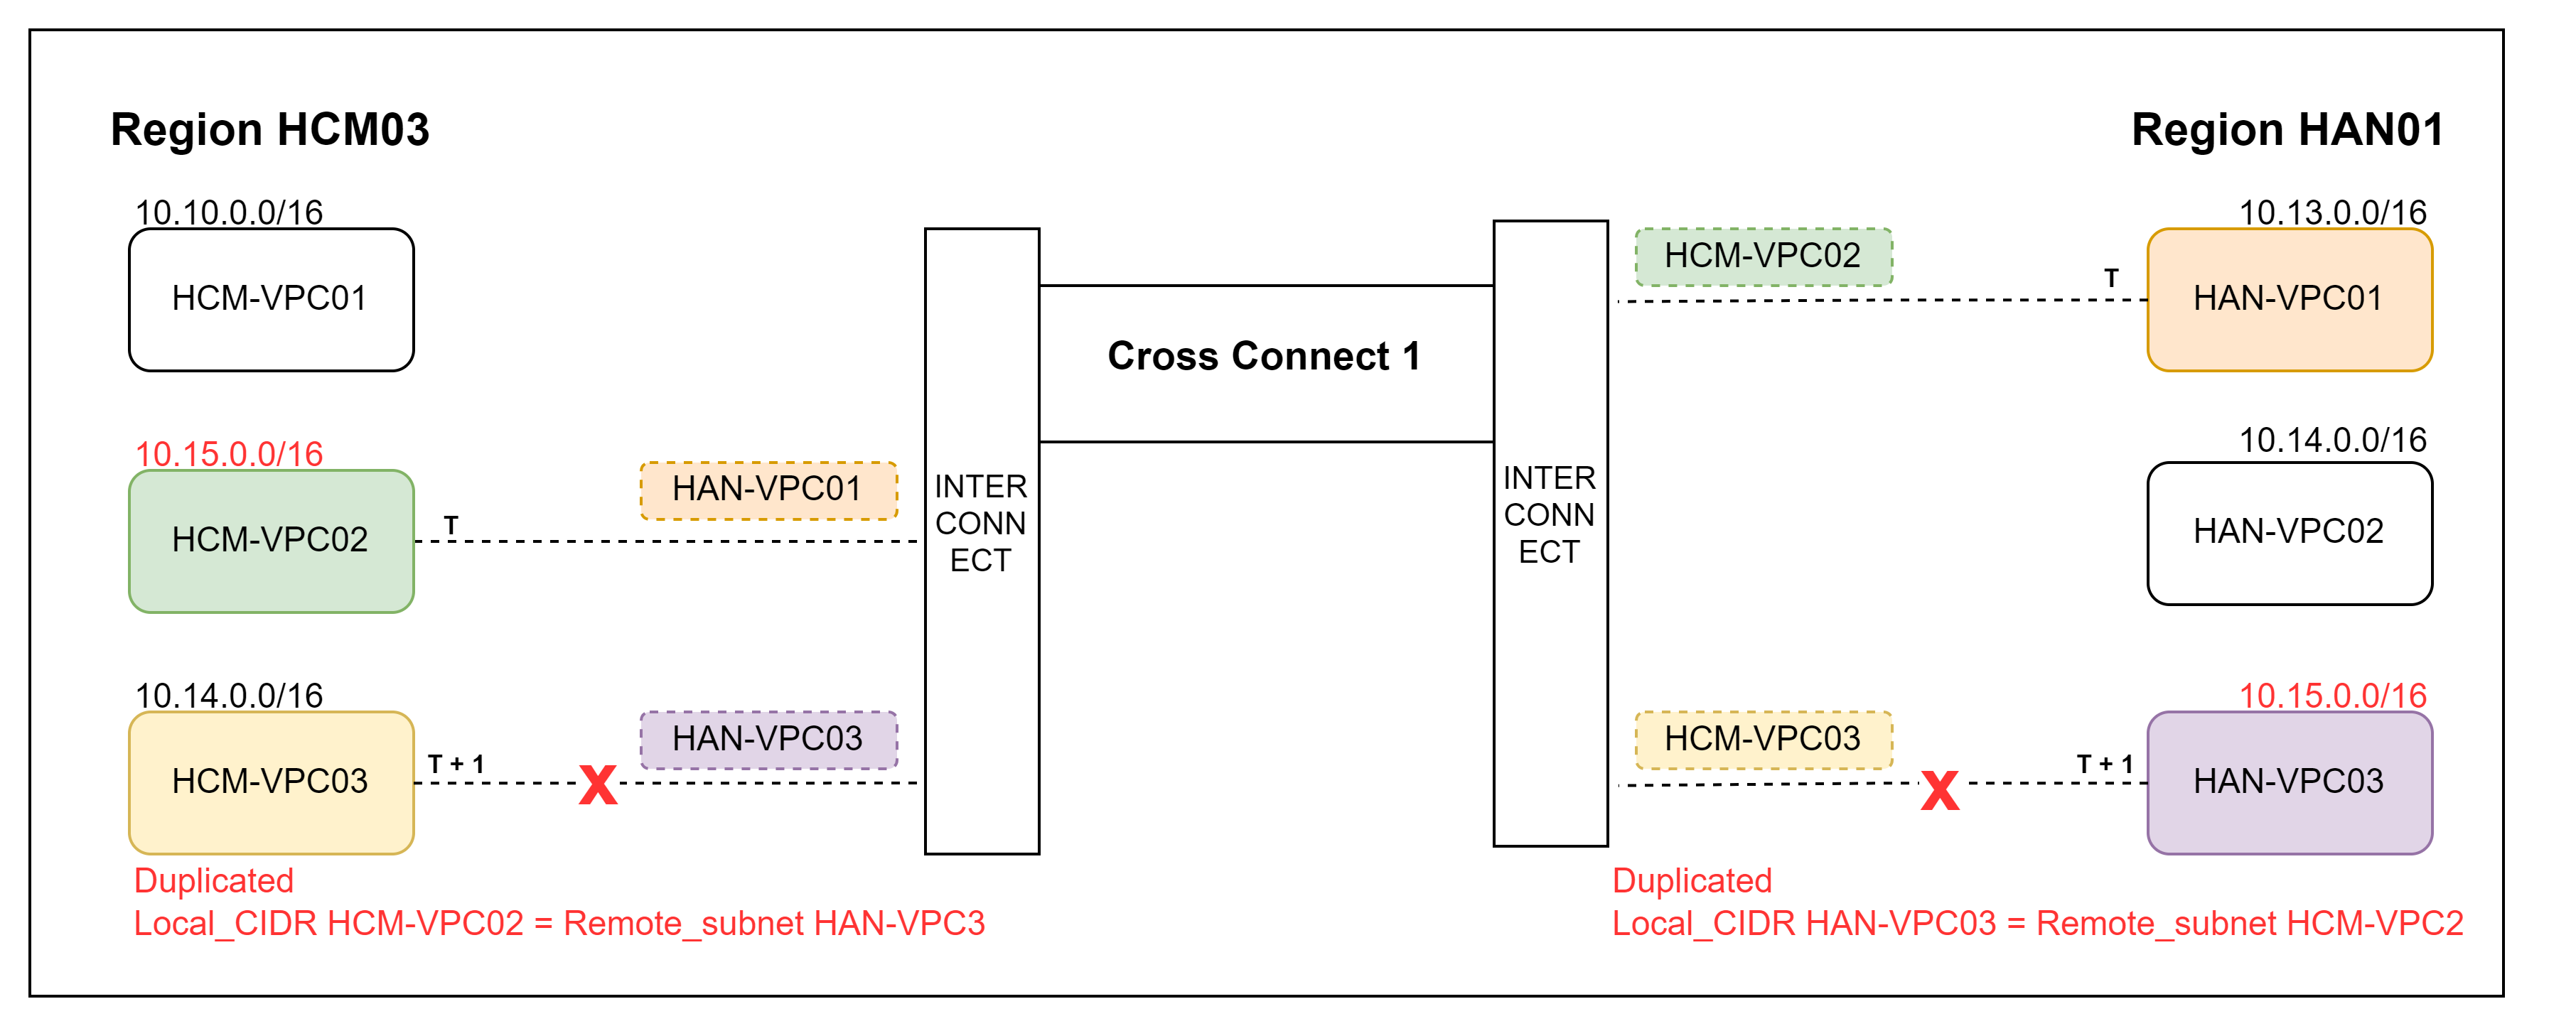 Region HCM03
Region HAN01
10.10.0.0/16
HCM-VPC01
10.15.0.0/16
HCM-VPC02
T
HAN-VPC01
10.14.0.0/16
HCM-VPC03
T + 1
X
HAN-VPC03
Duplicated
Local_CIDR HCM-VPC02 = Remote_subnet HAN-VPC3
INTER
CONN
ECT
Cross Connect 1
INTER
CONN
ECT
HCM-VPC02
T
10.13.0.0/16
HAN-VPC01
10.14.0.0/16
HAN-VPC02
HCM-VPC03
X
T + 1
10.15.0.0/16
HAN-VPC03
Duplicated
Local_CIDR HAN-VPC03 = Remote_subnet HCM-VPC2